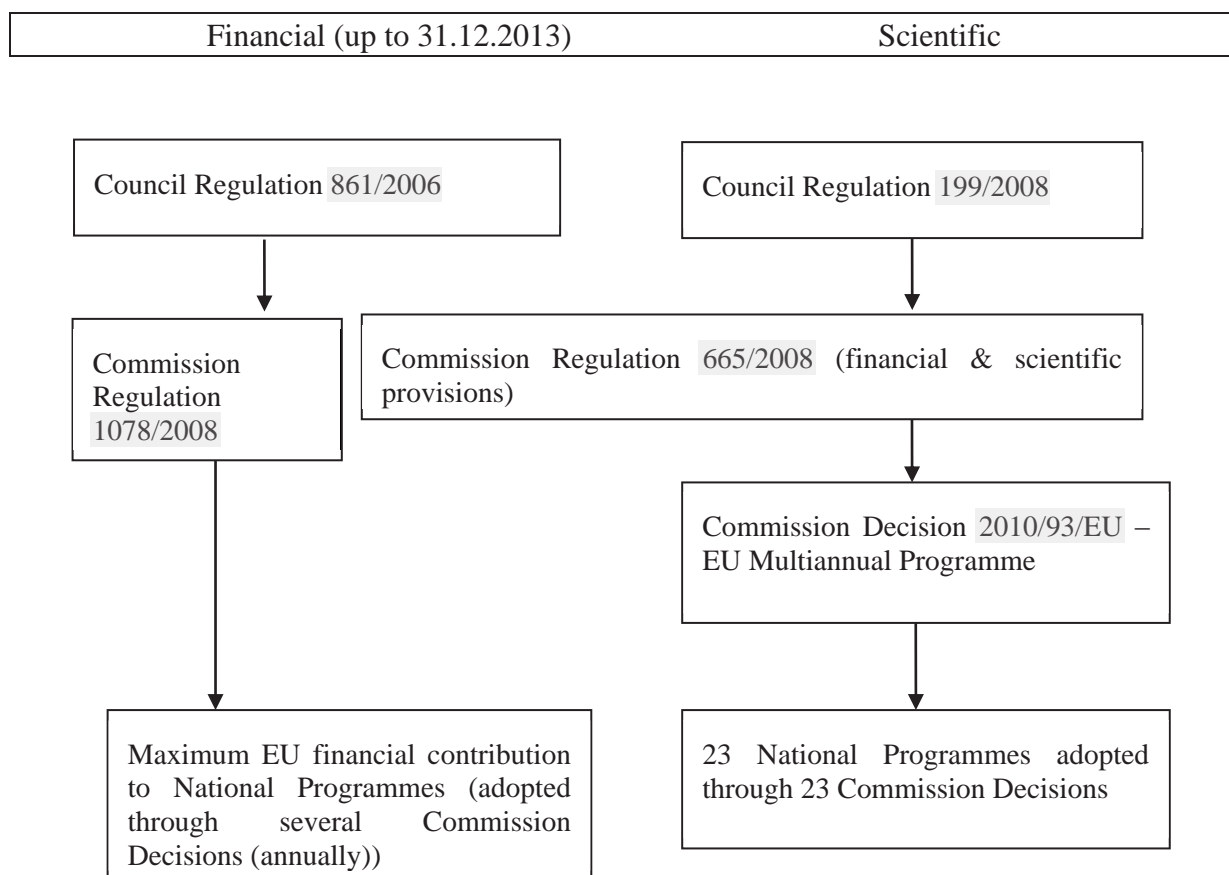 Financial (up to 31.12.2013) Scientific
Council Regulation 861/2006
Council Regulation 199/2008
Commission
Regulation
1078/2008
Commission Regulation 665/2008 (financial & scientific
provisions)
Commission Decision 2010/93/EU –
EU Multiannual Programme
Maximum EU financial contribution
to National Programmes (adopted
through several Commission
Decisions (annually))
23 National Programmes adopted
through 23 Commission Decisions